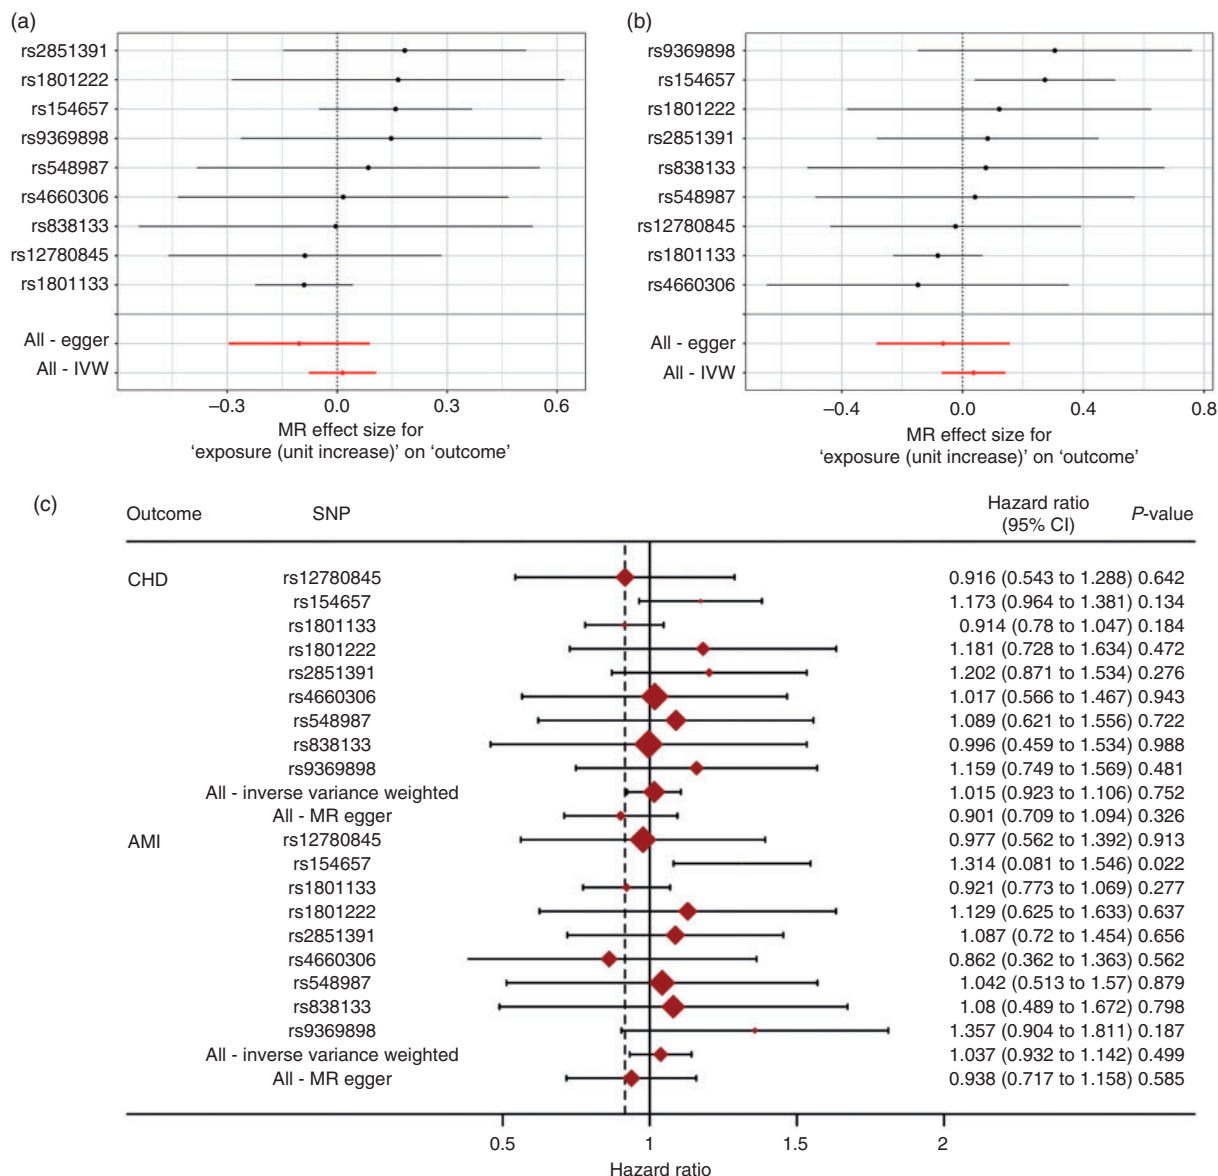 (a)
rs2851391
rs1801222
rs154657
rs9369898
rs548987
rs4660306
rs838133
rs12780845
rs1801133
All - egger
All - IVW
–0.3 0.0 0.3 0.6
MR effect size for
'exposure (unit increase)' on 'outcome'
(b)
rs9369898
rs154657
rs1801222
rs2851391
rs838133
rs548987
rs12780845
rs1801133
rs4660306
All - egger
All - IVW
–0.4 0.0 0.4 0.8
MR effect size for
'exposure (unit increase)' on 'outcome'
(c)
Outcome SNP Hazard ratio (95% CI) P-value
CHD rs12780845 0.916 (0.543 to 1.288) 0.642
rs154657 1.173 (0.964 to 1.381) 0.134
rs1801133 0.914 (0.78 to 1.047) 0.184
rs1801222 1.181 (0.728 to 1.634) 0.472
rs2851391 1.202 (0.871 to 1.534) 0.276
rs4660306 1.017 (0.566 to 1.467) 0.943
rs548987 1.089 (0.621 to 1.556) 0.722
rs838133 0.996 (0.459 to 1.534) 0.988
rs9369898 1.159 (0.749 to 1.569) 0.481
All - inverse variance weighted 1.015 (0.923 to 1.106) 0.752
All - MR egger 0.901 (0.709 to 1.094) 0.326
AMI rs12780845 0.977 (0.562 to 1.392) 0.913
rs154657 1.314 (0.081 to 1.546) 0.022
rs1801133 0.921 (0.773 to 1.069) 0.277
rs1801222 1.129 (0.625 to 1.633) 0.637
rs2851391 1.087 (0.72 to 1.454) 0.656
rs4660306 0.862 (0.362 to 1.363) 0.562
rs548987 1.042 (0.513 to 1.57) 0.879
rs838133 1.08 (0.489 to 1.672) 0.798
rs9369898 1.357 (0.904 to 1.811) 0.187
All - inverse variance weighted 1.037 (0.932 to 1.142) 0.499
All - MR egger 0.938 (0.717 to 1.158) 0.585
0.5 1 1.5 2
Hazard ratio